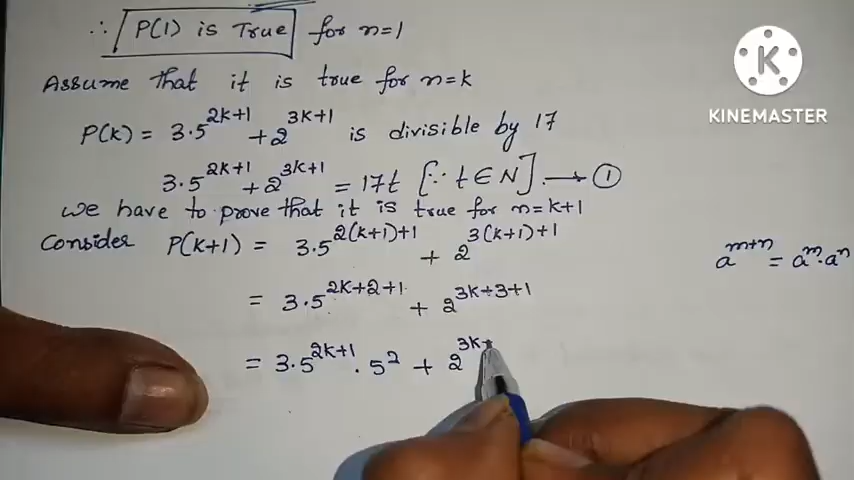 ∴ P(1) is True for n=1
KINEMASTER
Assume that it is true for n=k
P(k) = 3·5^{2k+1} + 2^{3k+1} is divisible by 17
3·5^{2k+1} + 2^{3k+1} = 17t [∵ t ∈ N] → ①
we have to prove that it is true for n=k+1
Consider P(k+1) = 3·5^{2(k+1)+1} + 2^{3(k+1)+1}
a^{m+n} = a^m·a^n
= 3·5^{2k+2+1} + 2^{3k+3+1}
= 3·5^{2k+1} · 5^2 + 2^{3k+